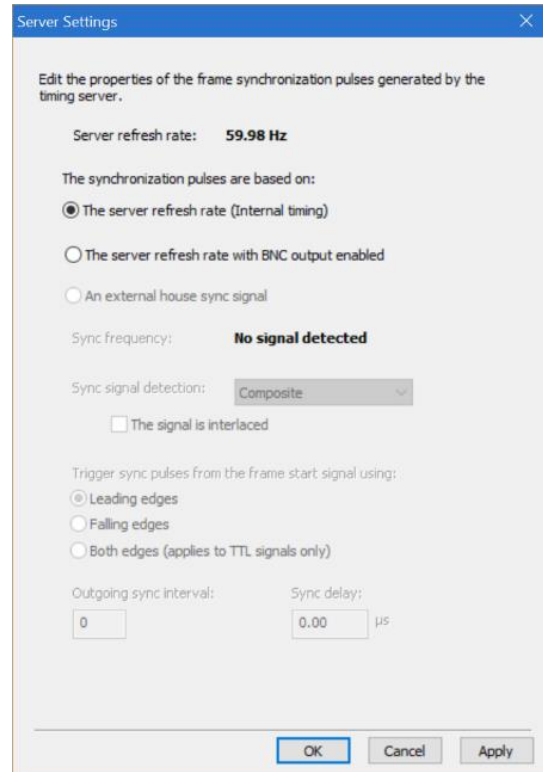 Server Settings
Edit the properties of the frame synchronization pulses generated by the
timing server.
Server refresh rate: 59.98 Hz
The synchronization pulses are based on:
The server refresh rate (Internal timing)
The server refresh rate with BNC output enabled
An external house sync signal
Sync frequency: No signal detected
Sync signal detection: Composite
The signal is interlaced
Trigger sync pulses from the frame start signal using:
Leading edges
Falling edges
Both edges (applies to TTL signals only)
Outgoing sync interval: Sync delay:
0 0.00 µs
OK Cancel Apply